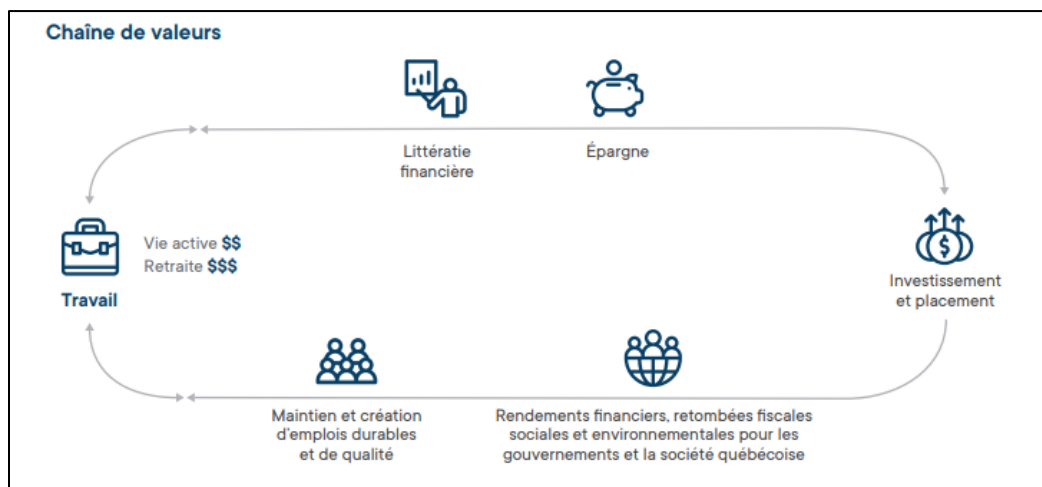 Chaîne de valeurs
Littératie
financière
Épargne
Vie active $$
Retraite $$$
Travail
$
Investissement
et placement
Maintien et création
d'emplois durables
et de qualité
Rendements financiers, retombées fiscales
sociales et environnementales pour les
gouvernements et la société québécoise